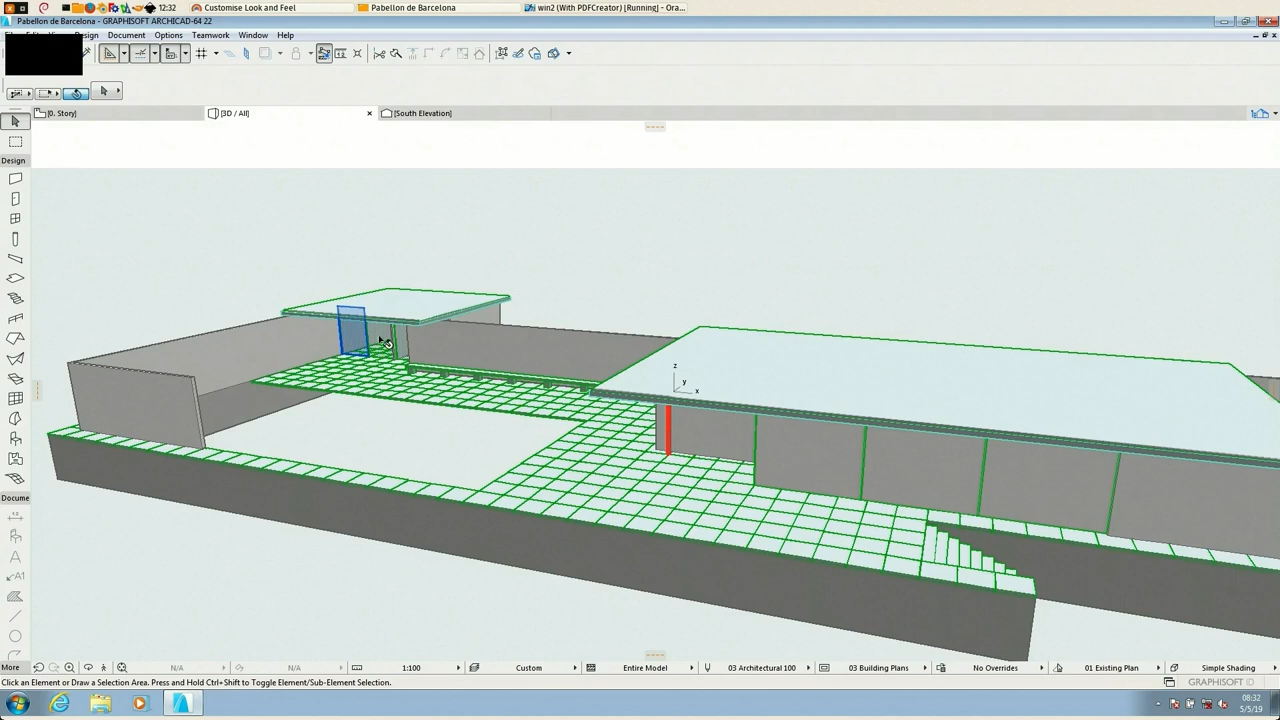 12:32
Customise Look and Feel
Pabellon de Barcelona
win2 (With PDFCreator) [Running] - Ora...
Pabellon de Barcelona - GRAPHISOFT ARCHICAD-64 22
Design Document Options Teamwork Window Help
[0. Story]
[3D / All]
[South Elevation]
Design
z
y
x
Docume
A
A1
More
N/A
N/A
1:100
Custom
Entire Model
03 Architectural 100
03 Building Plans
No Overrides
01 Existing Plan
Simple Shading
Click an Element or Draw a Selection Area. Press and Hold Ctrl+Shift to Toggle Element/Sub-Element Selection.
GRAPHISOFT ID
08:32
5/5/19